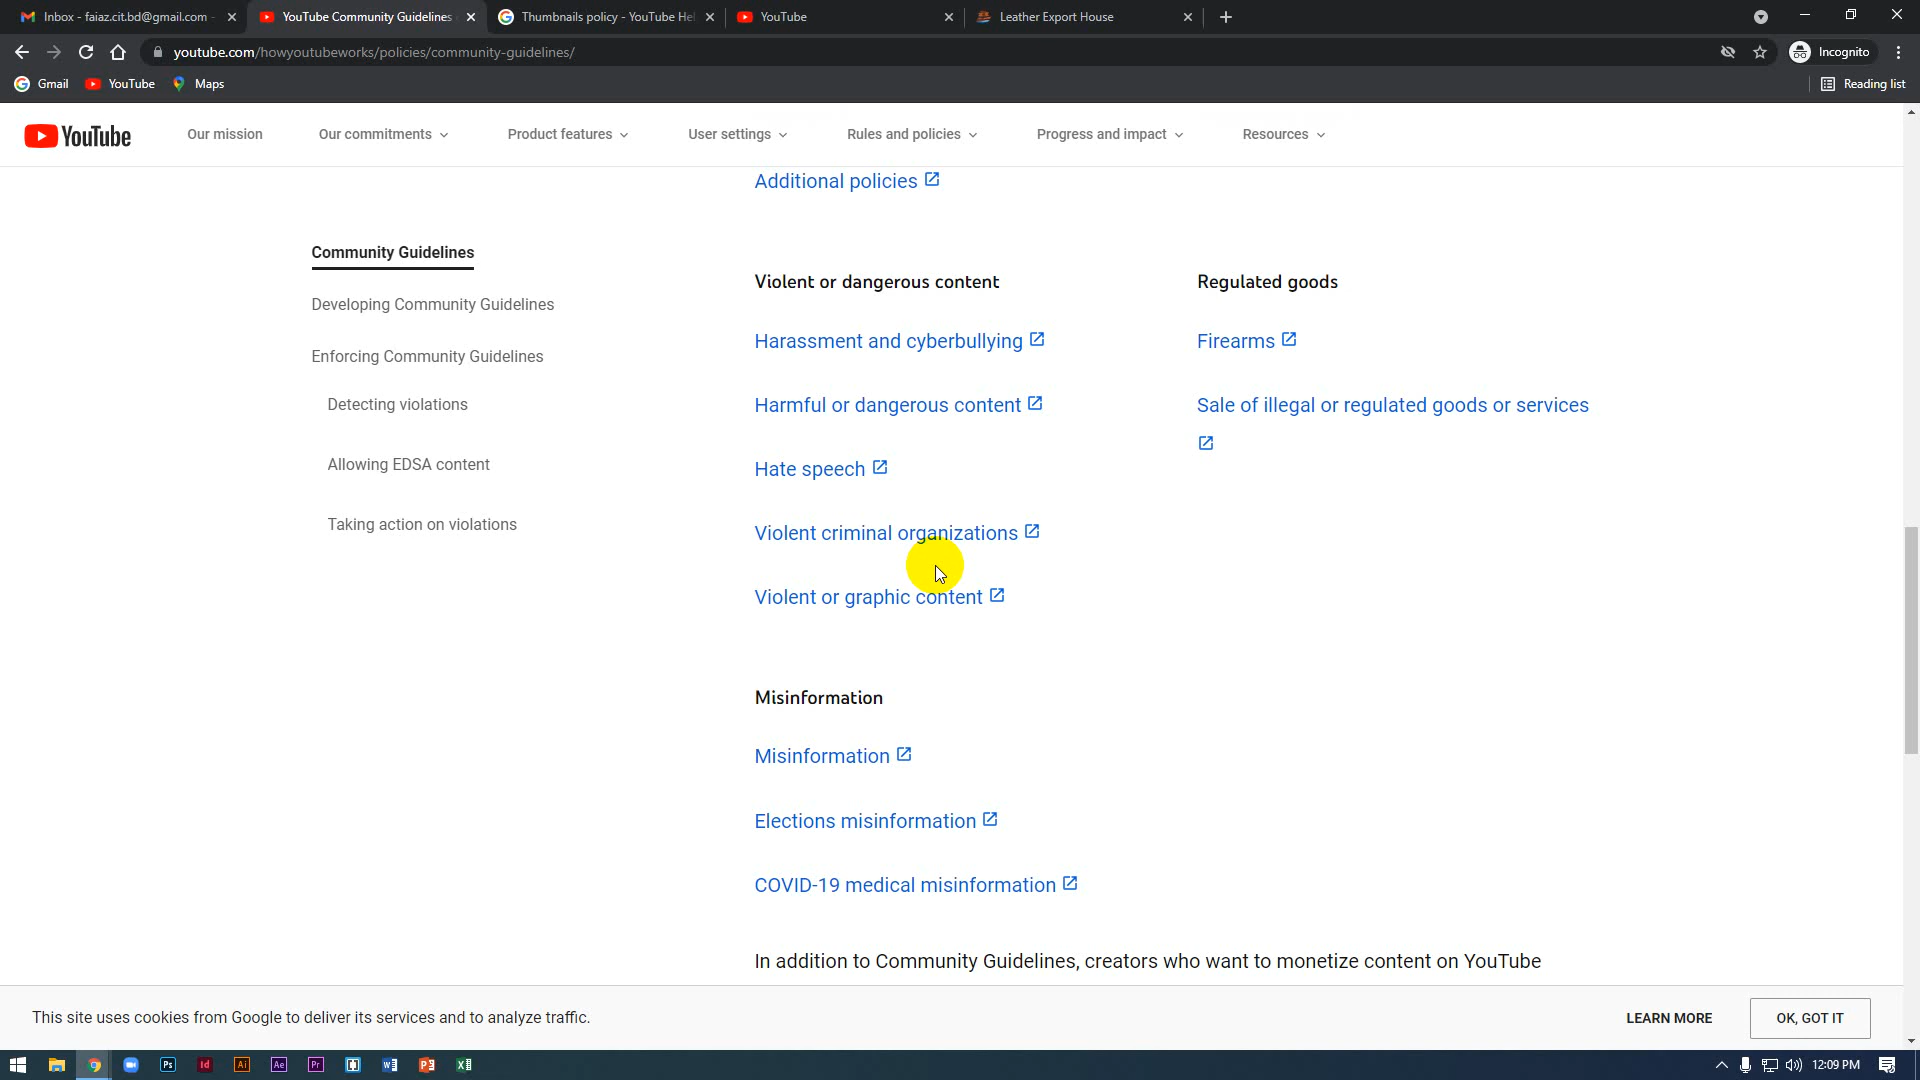 Inbox - faiaz.cit.bd@gmail.com -
YouTube Community Guidelines
Thumbnails policy - YouTube Hel
YouTube
Leather Export House
youtube.com/howyoutubeworks/policies/community-guidelines/
Incognito
Gmail
YouTube
Maps
Reading list
YouTube
Our mission
Our commitments
Product features
User settings
Rules and policies
Progress and impact
Resources
Additional policies
Community Guidelines
Developing Community Guidelines
Enforcing Community Guidelines
Detecting violations
Allowing EDSA content
Taking action on violations
Violent or dangerous content
Harassment and cyberbullying
Harmful or dangerous content
Hate speech
Violent criminal organizations
Violent or graphic content
Regulated goods
Firearms
Sale of illegal or regulated goods or services
Misinformation
Misinformation
Elections misinformation
COVID-19 medical misinformation
In addition to Community Guidelines, creators who want to monetize content on YouTube
This site uses cookies from Google to deliver its services and to analyze traffic.
LEARN MORE
OK, GOT IT
Ps
Id
Ai
Ae
Pr
12:09 PM